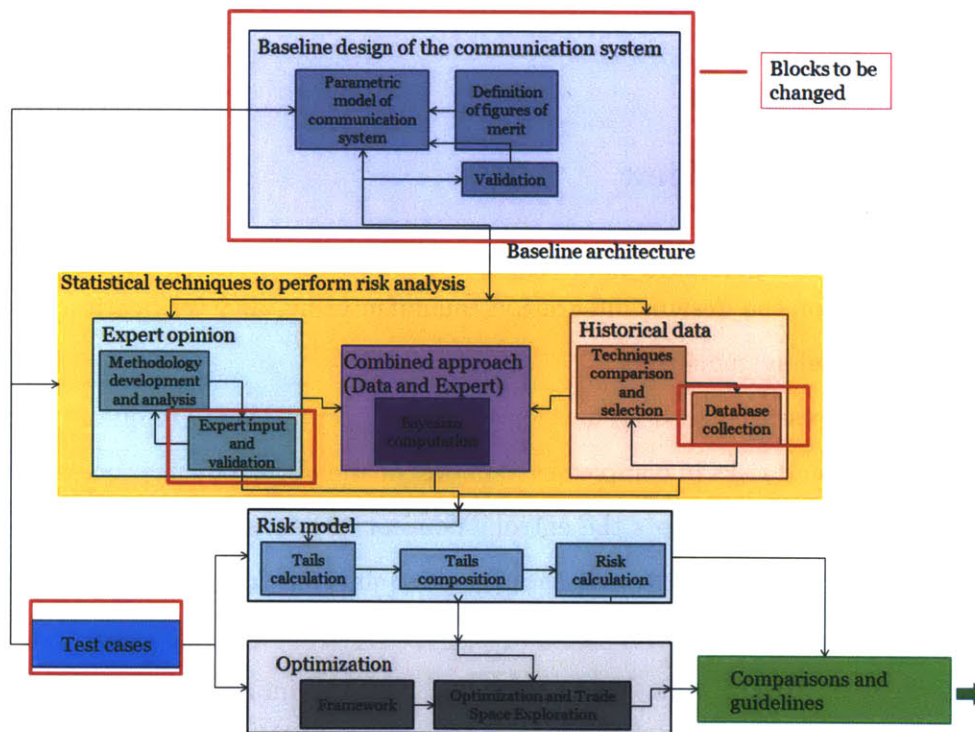 Baseline design of the communication system
Parametric
model of
communication
system
Definition
of figures of
merit
Validation
Blocks to be
changed
Baseline architecture
Statistical techniques to perform risk analysis
Expert opinion
Methodology
development
and analysis
Expert input
and
validation
Combined approach
(Data and Expert)
Bayesian
computation
Historical data
Techniques
comparison
and
selection
Database
collection
Risk model
Tails
calculation
Tails
composition
Risk
calculation
Test cases
Optimization
Framework
Optimization and Trade
Space Exploration
Comparisons and
guidelines